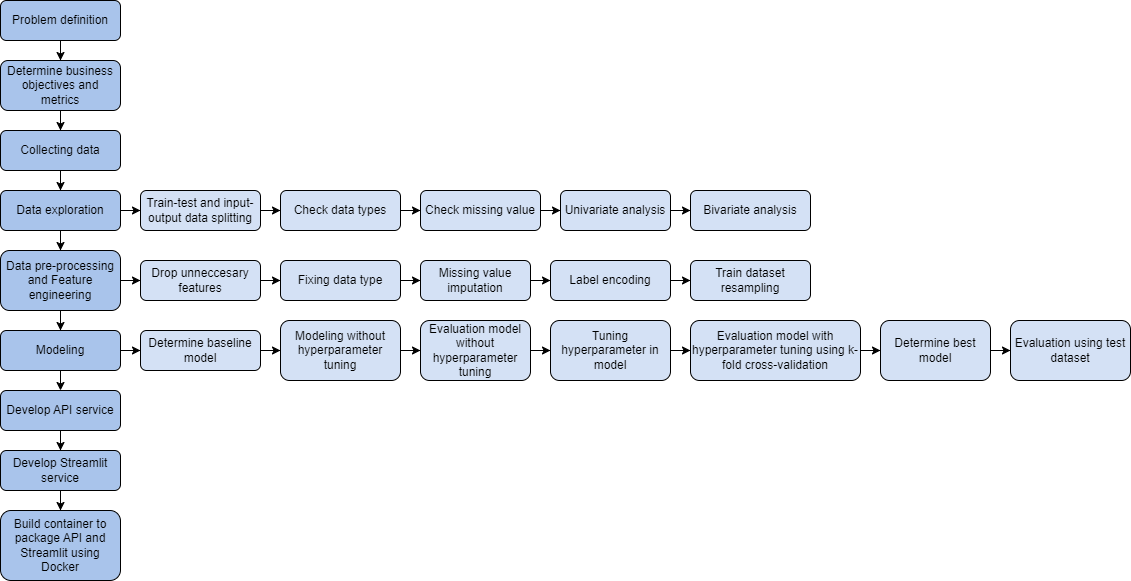 Problem definition
Determine business
objectives and
metrics
Collecting data
Data exploration
Train-test and input-
output data splitting
Check data types
Check missing value
Univariate analysis
Bivariate analysis
Data pre-processing
and Feature
engineering
Drop unneccesary
features
Fixing data type
Missing value
imputation
Label encoding
Train dataset
resampling
Modeling
Determine baseline
model
Modeling without
hyperparameter
tuning
Evaluation model
without
hyperparameter
tuning
Tuning
hyperparameter in
model
Evaluation model with
hyperparameter tuning using k-
fold cross-validation
Determine best
model
Evaluation using test
dataset
Develop API service
Develop Streamlit
service
Build container to
package API and
Streamlit using
Docker